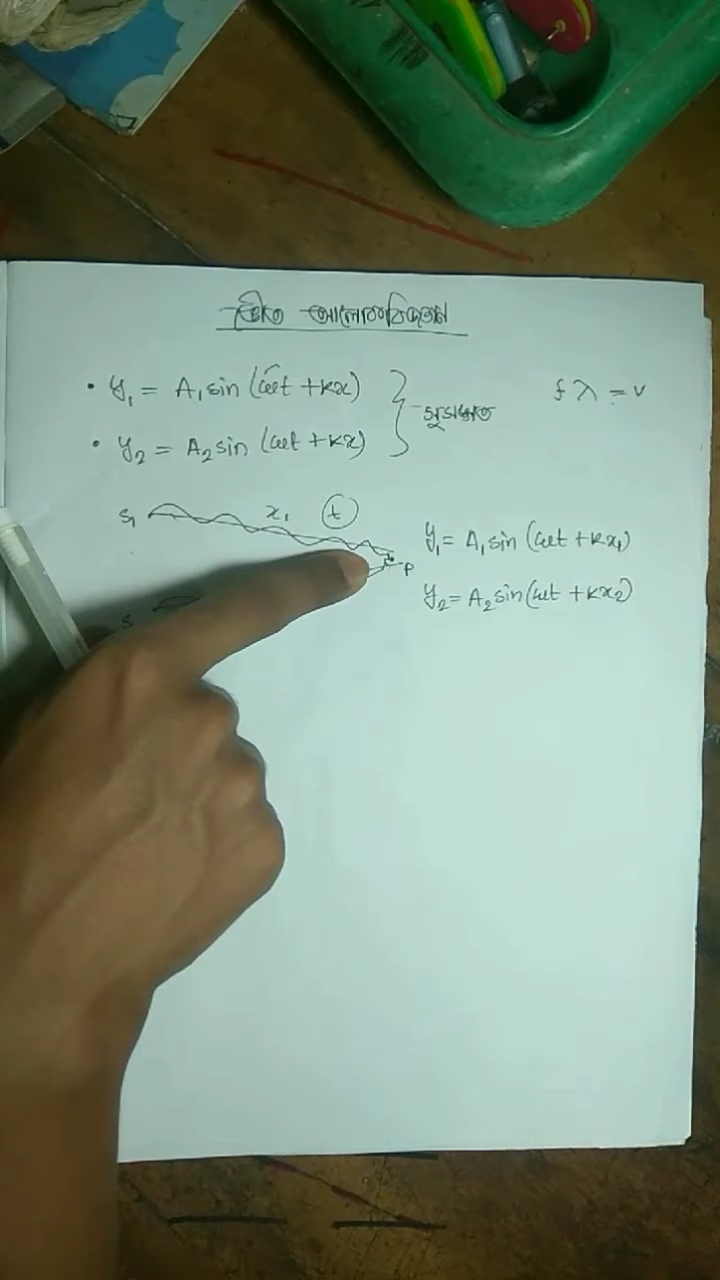 ভৌত আলোকবিজ্ঞান
• y₁ = A₁ sin (ωt + kx)
• y₂ = A₂ sin (ωt + kx)
সুসঙ্গত
fλ = v
S₁ x₁ t
P
S
y₁ = A₁ sin (ωt + kx₁)
y₂ = A₂ sin (ωt + kx₂)